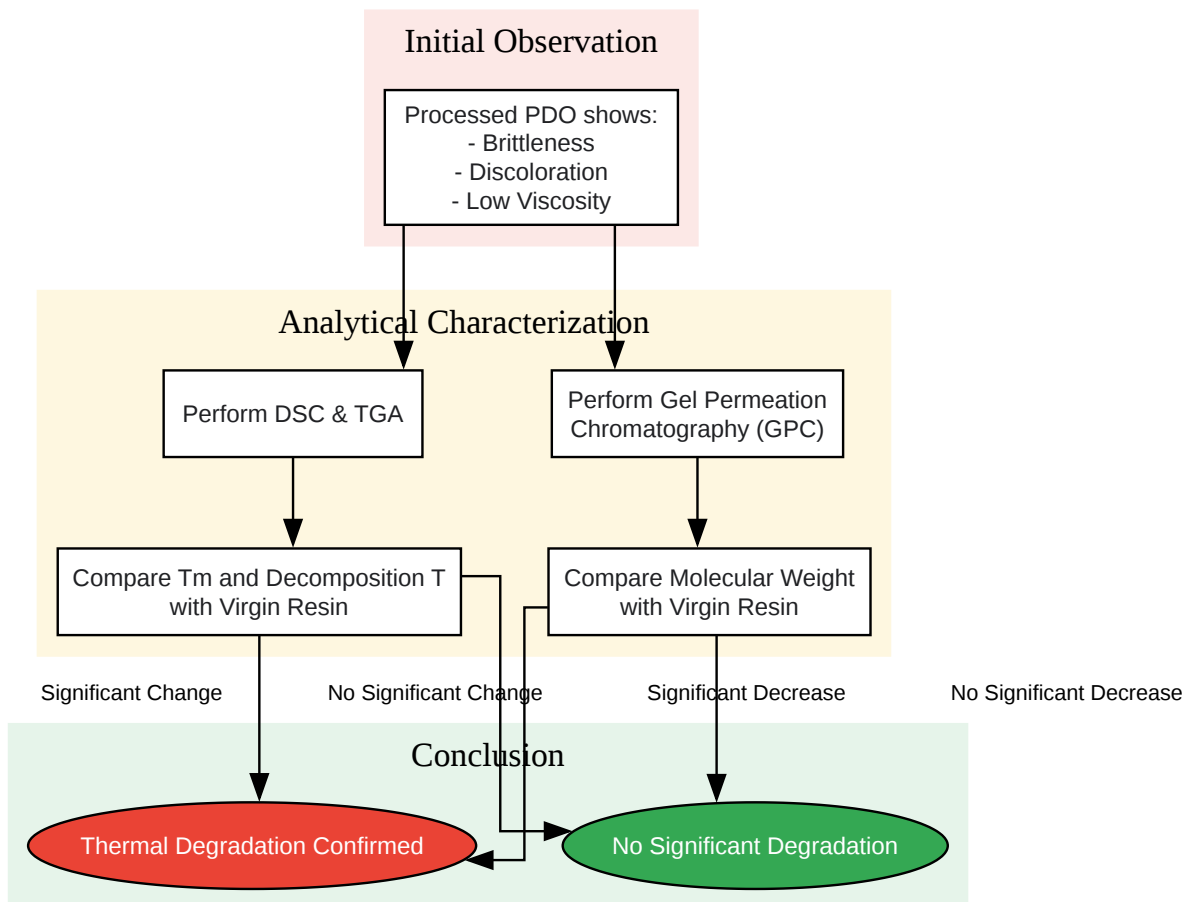 Initial Observation
Processed PDO shows:
- Brittleness
- Discoloration
- Low Viscosity
Analytical Characterization
Perform DSC & TGA
Perform Gel Permeation
Chromatography (GPC)
Compare Tm and Decomposition T
with Virgin Resin
Compare Molecular Weight
with Virgin Resin
Significant Change
No Significant Change
Significant Decrease
No Significant Decrease
Conclusion
Thermal Degradation Confirmed
No Significant Degradation